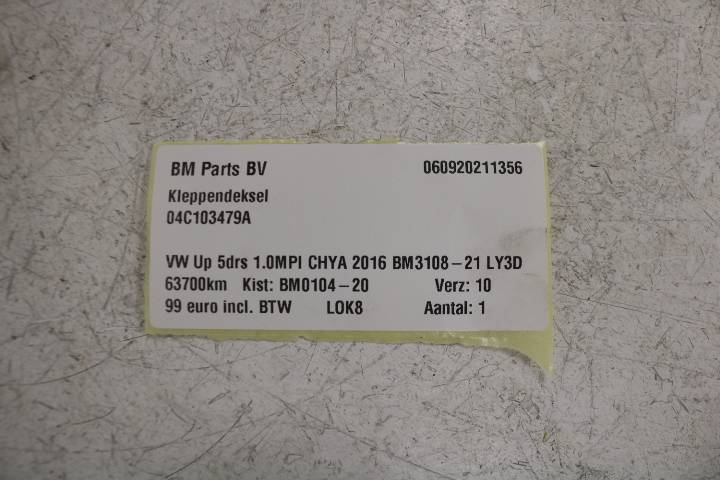 BM Parts BV 060920211356
Kleppendeksel
04C103479A
VW Up 5drs 1.0MPI CHYA 2016 BM3108-21 LY3D
63700km Kist: BM0104-20 Verz: 10
99 euro incl. BTW LOK8 Aantal: 1